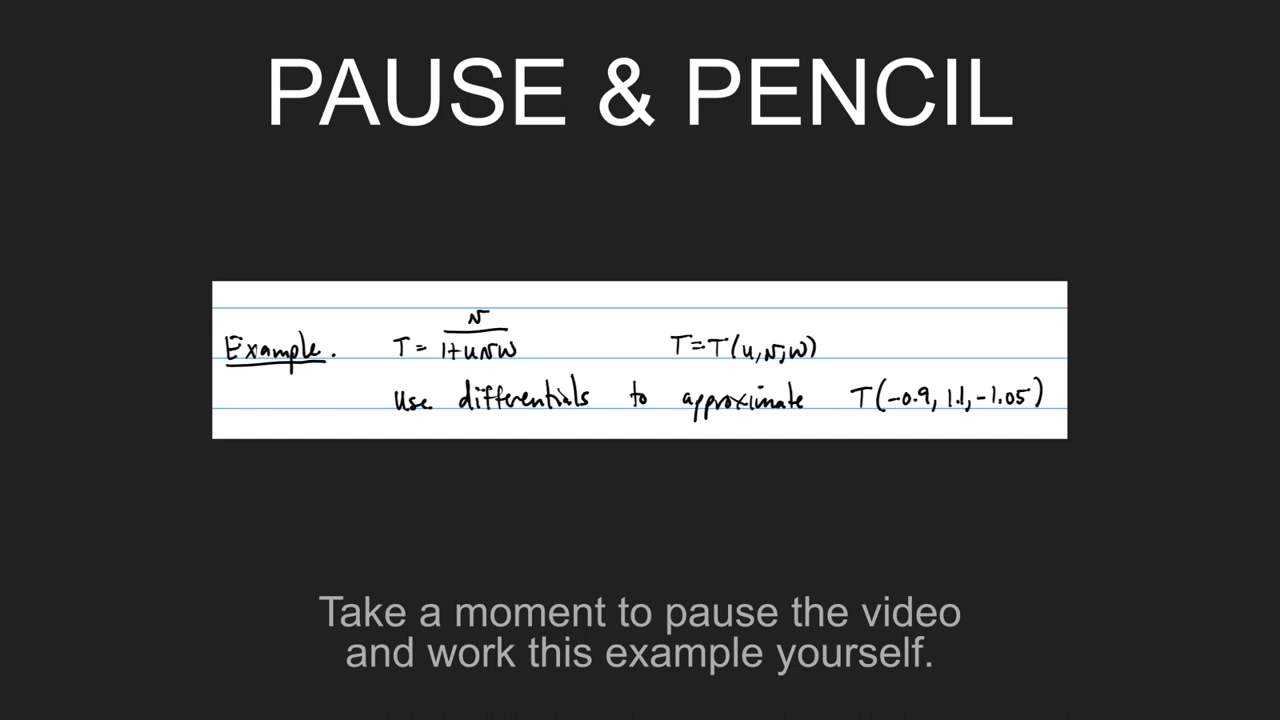 PAUSE & PENCIL
Example. T = v/(1+uvw) T=T(u,v,w)
use differentials to approximate T(-0.9, 1.1, -1.05)
Take a moment to pause the video
and work this example yourself.